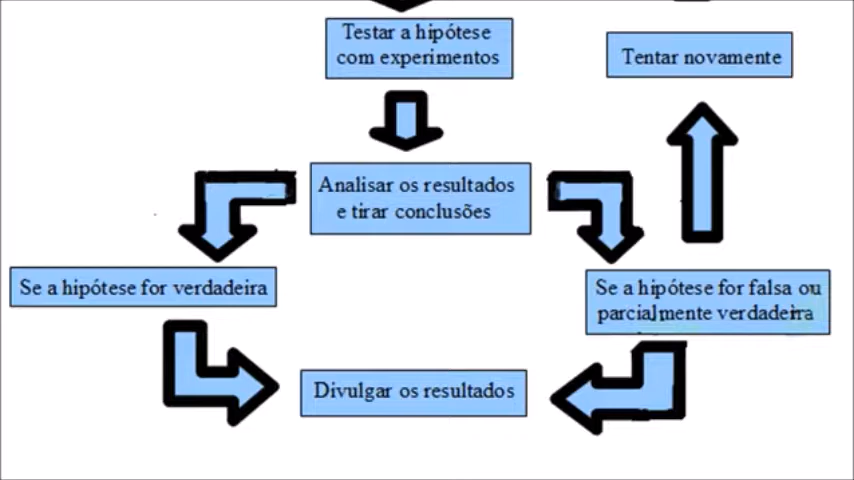 Testar a hipótese
com experimentos
Tentar novamente
Analisar os resultados
e tirar conclusões
Se a hipótese for verdadeira
Se a hipótese for falsa ou
parcialmente verdadeira
Divulgar os resultados